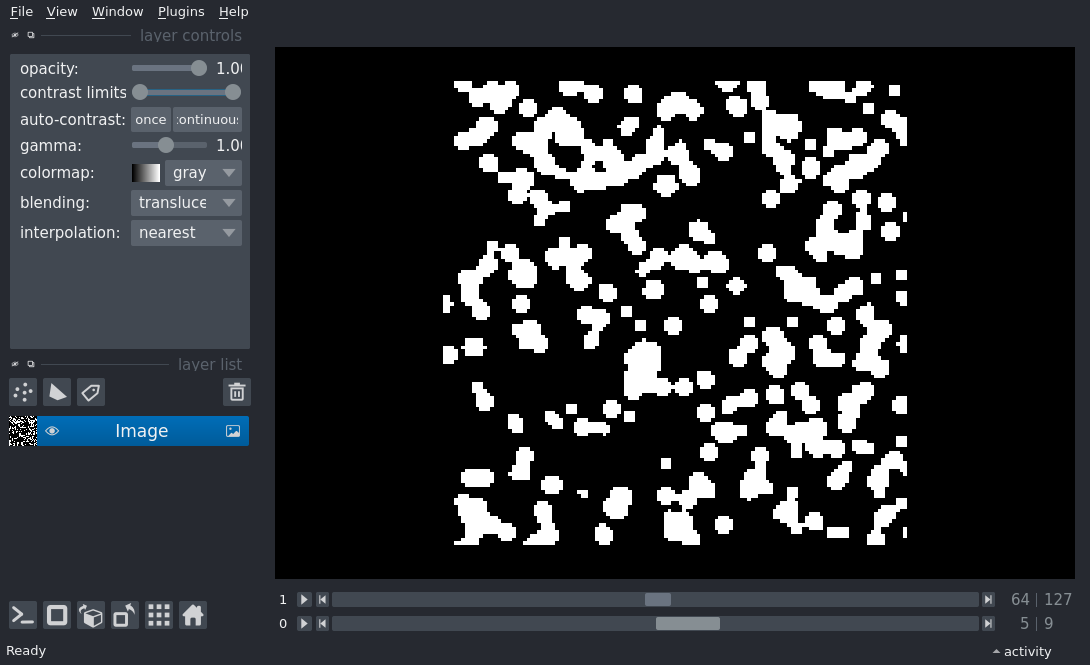 File View Window Plugins Help
layer controls
opacity: 1.00
contrast limits
auto-contrast: once continuous
gamma: 1.00
colormap: gray
blending: transluce
interpolation: nearest
layer list
Image
1 64 | 127
0 5 | 9
Ready activity